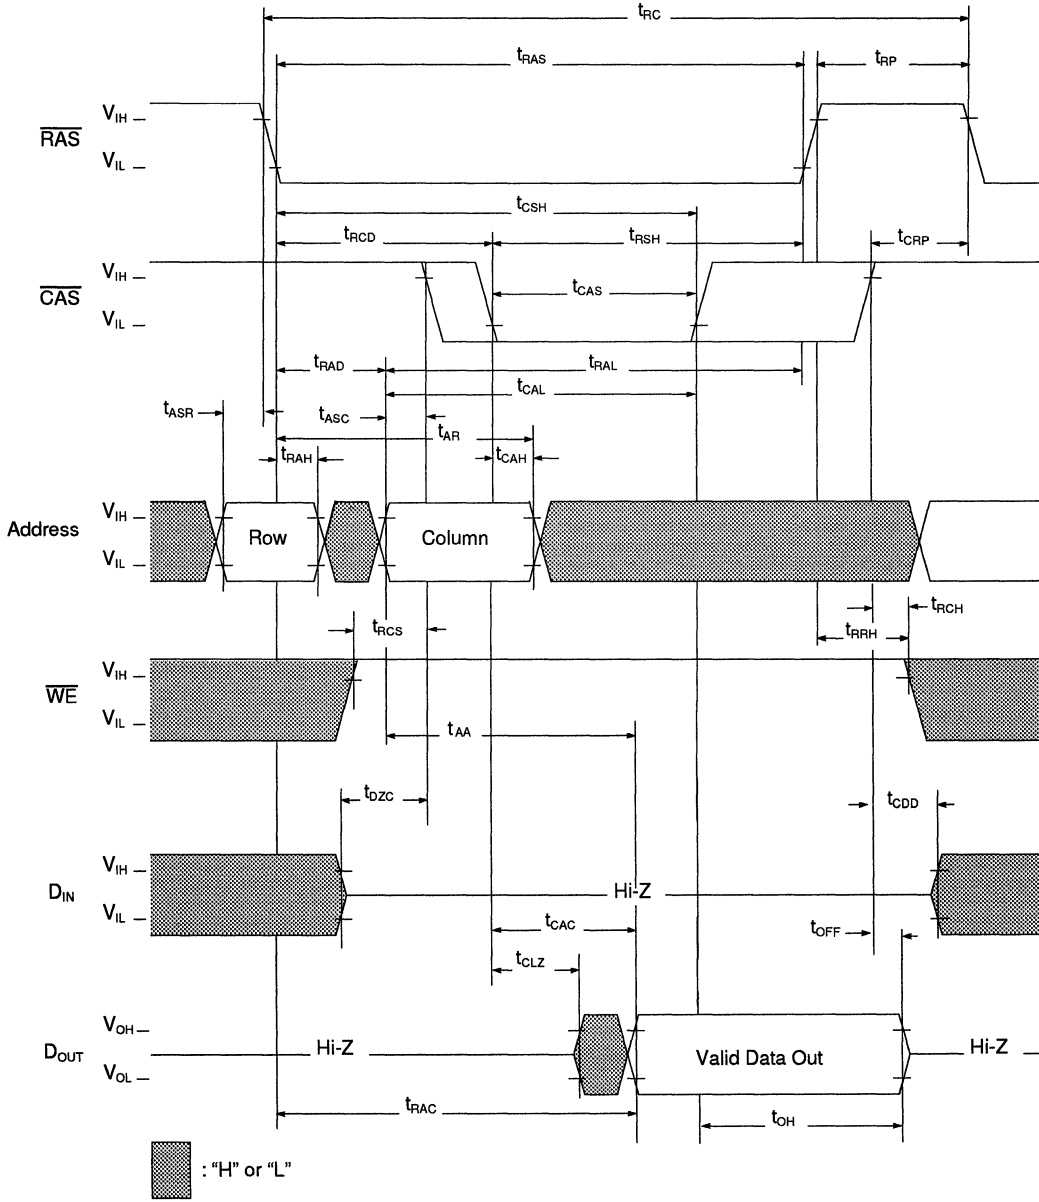 tRC
tRAS
tRP
RAS
VIH
VIL
tCSH
tRCD
tRSH
tCRP
CAS
VIH
VIL
tCAS
tRAD
tRAL
tCAL
tASR
tASC
tAR
tRAH
tCAH
Address
VIH
VIL
Row
Column
tRCH
tRCS
tRRH
WE
VIH
VIL
tAA
tDZC
tCDD
DIN
VIH
VIL
Hi-Z
tCAC
tOFF
tCLZ
DOUT
VOH
VOL
Hi-Z
Valid Data Out
Hi-Z
tRAC
tOH
: “H” or “L”